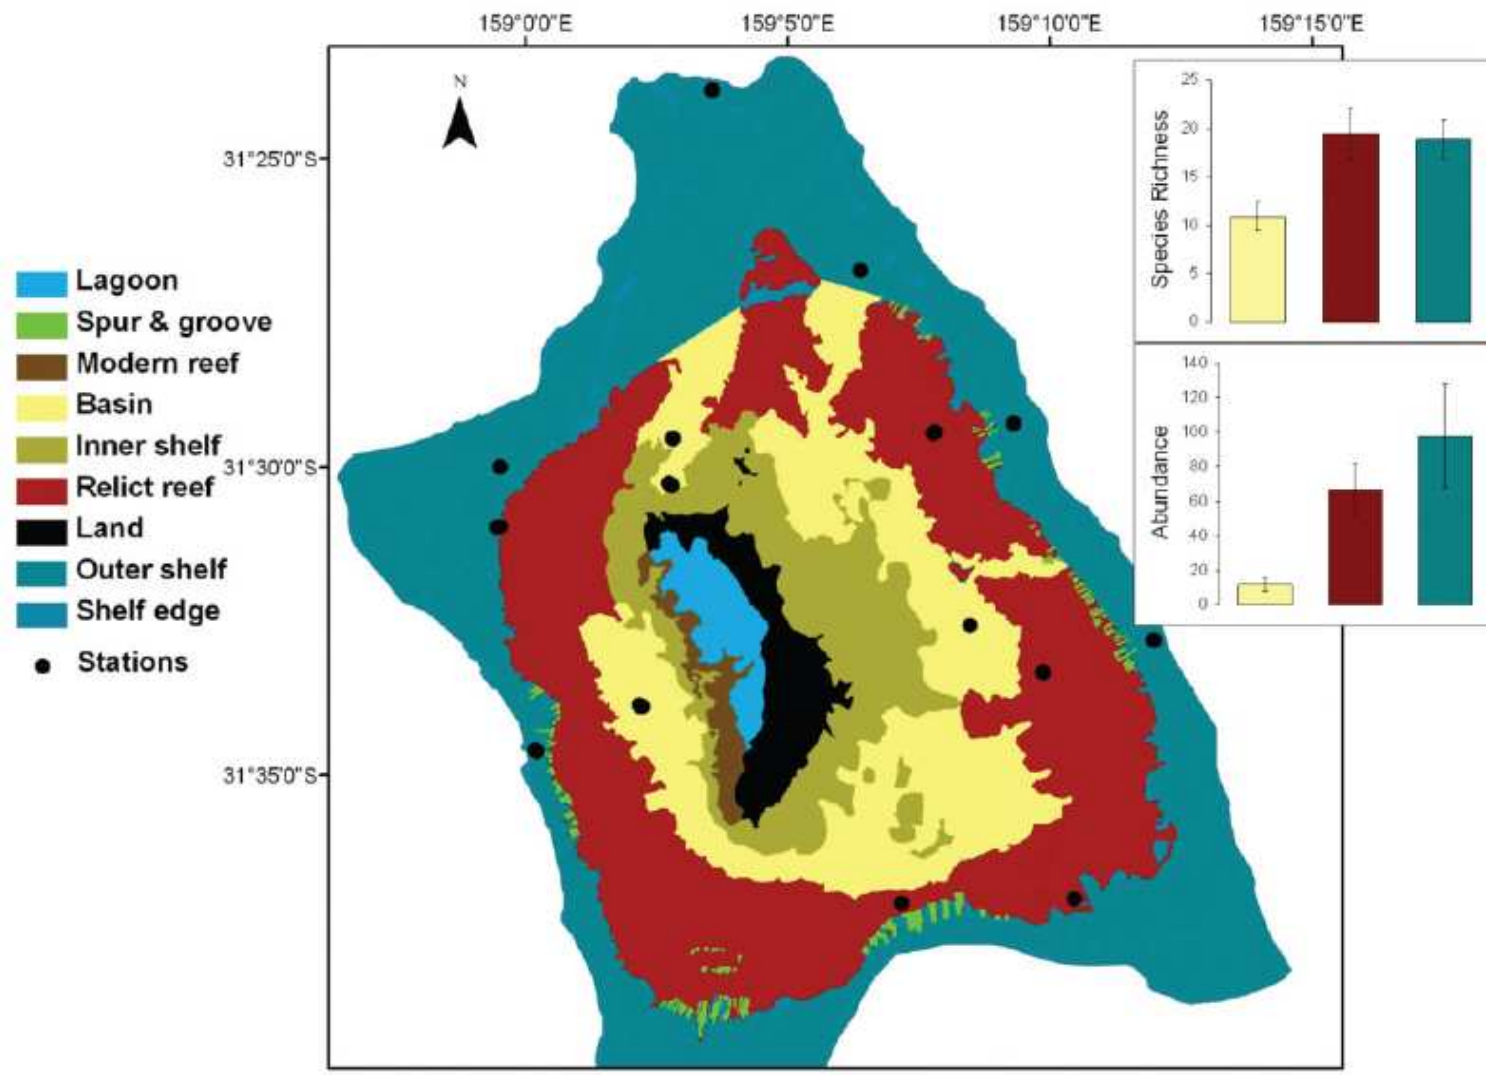 159°0'0"E 159°5'0"E 159°10'0"E 159°15'0"E
N
31°25'0"S
31°30'0"S
31°35'0"S
Lagoon
Spur & groove
Modern reef
Basin
Inner shelf
Relict reef
Land
Outer shelf
Shelf edge
Stations
Species Richness
25
20
15
10
5
0
Abundance
140
120
100
80
60
40
20
0